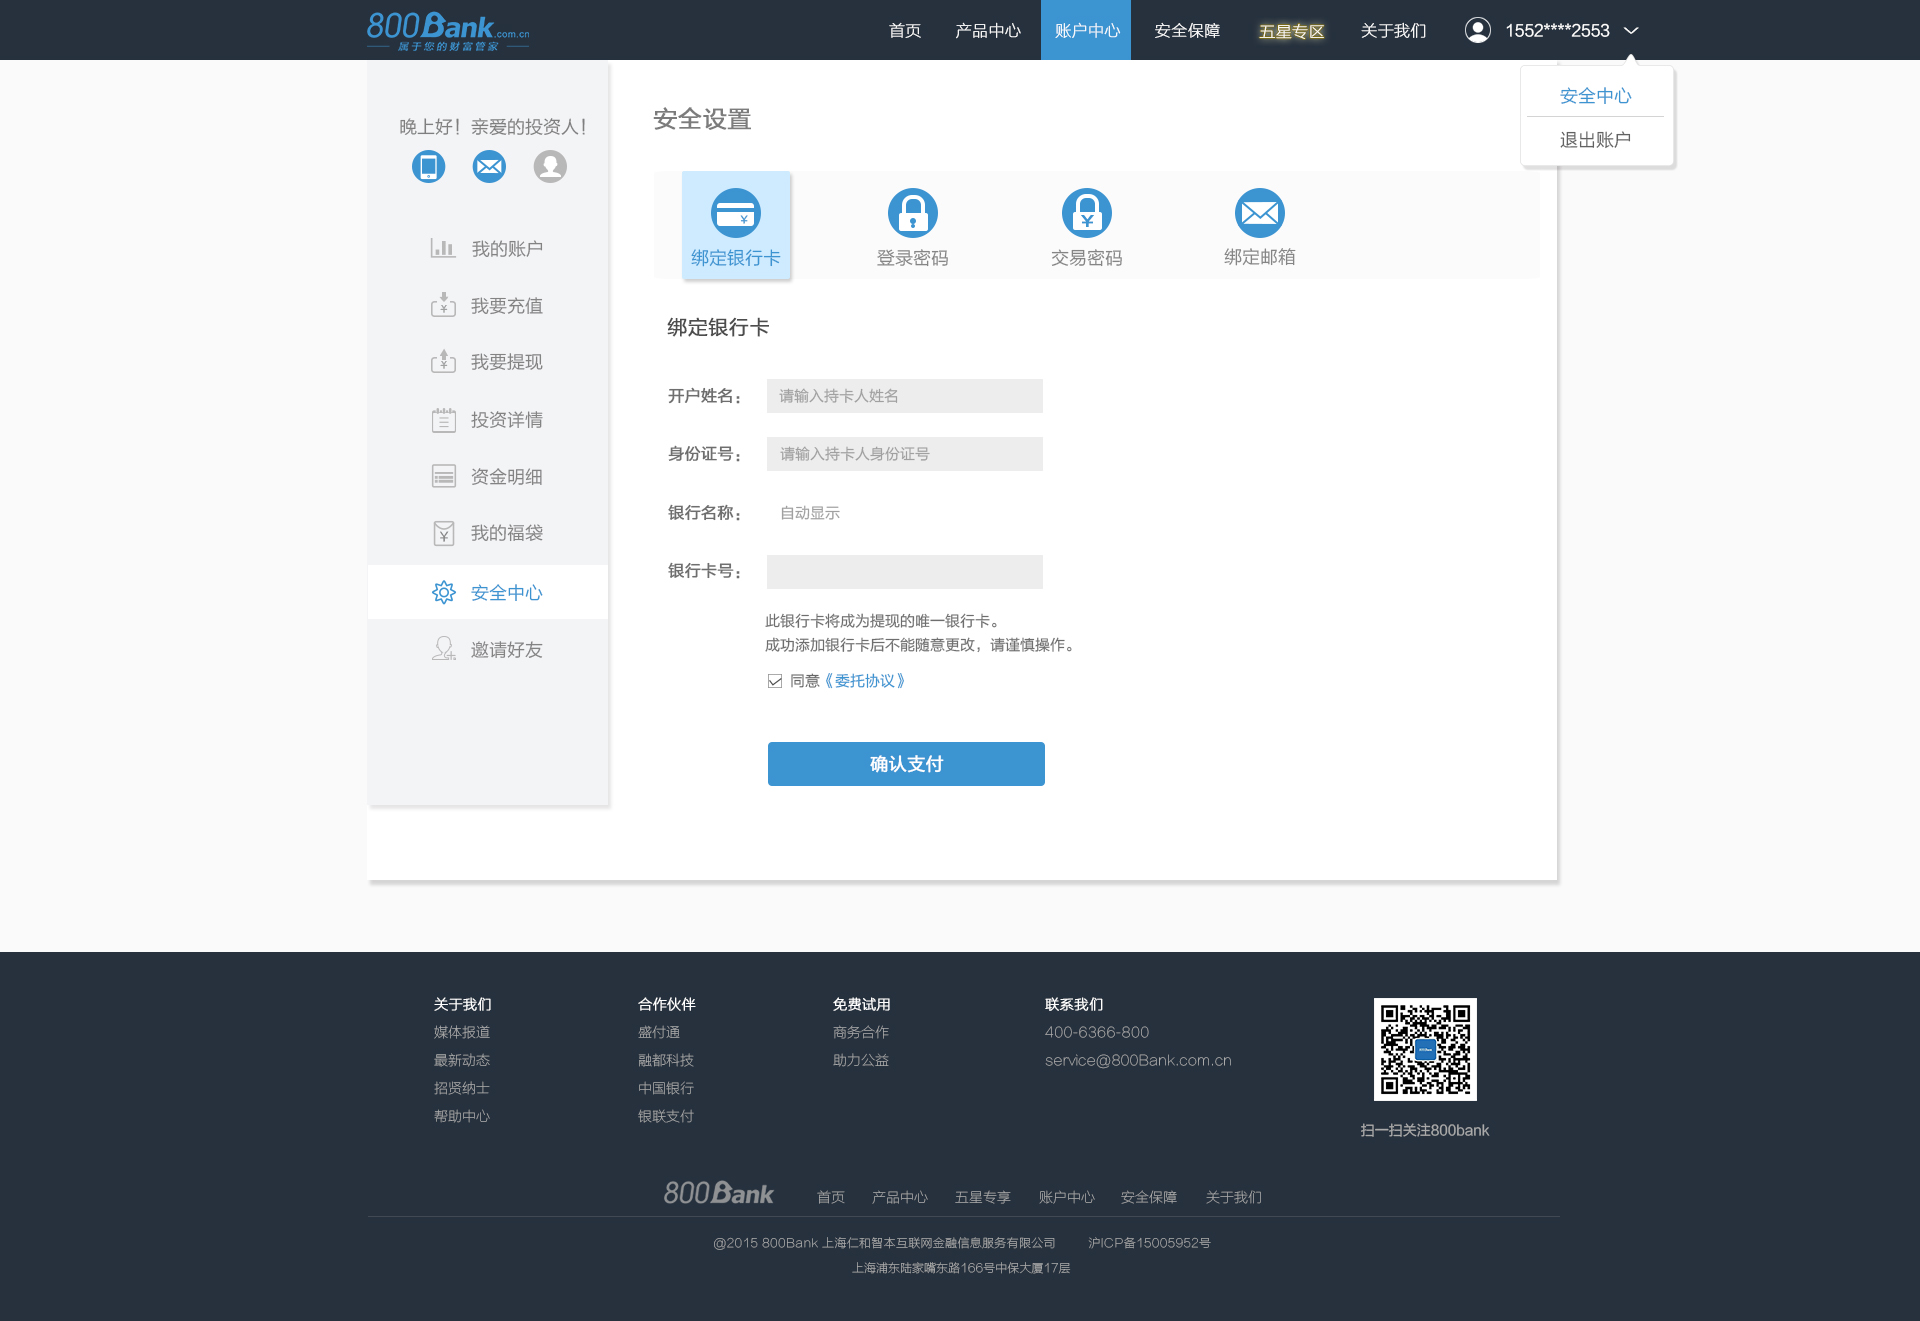 800Bank.com.cn
属于您的财富管家
首页 产品中心 账户中心 安全保障 五星专区 关于我们 1552****2553
安全中心
退出账户
晚上好！亲爱的投资人！
我的账户
我要充值
我要提现
投资详情
资金明细
我的福袋
安全中心
邀请好友
安全设置
绑定银行卡 登录密码 交易密码 绑定邮箱
绑定银行卡
开户姓名： 请输入持卡人姓名
身份证号： 请输入持卡人身份证号
银行名称： 自动显示
银行卡号：
此银行卡将成为提现的唯一银行卡。
成功添加银行卡后不能随意更改，请谨慎操作。
同意《委托协议》
确认支付
关于我们
媒体报道
最新动态
招贤纳士
帮助中心
合作伙伴
盛付通
融都科技
中国银行
银联支付
免费试用
商务合作
助力公益
联系我们
400-6366-800
service@800Bank.com.cn
扫一扫关注800bank
800Bank 首页 产品中心 五星专享 账户中心 安全保障 关于我们
@2015 800Bank 上海仁和智本互联网金融信息服务有限公司 沪ICP备15005952号
上海浦东陆家嘴东路166号中保大厦17层